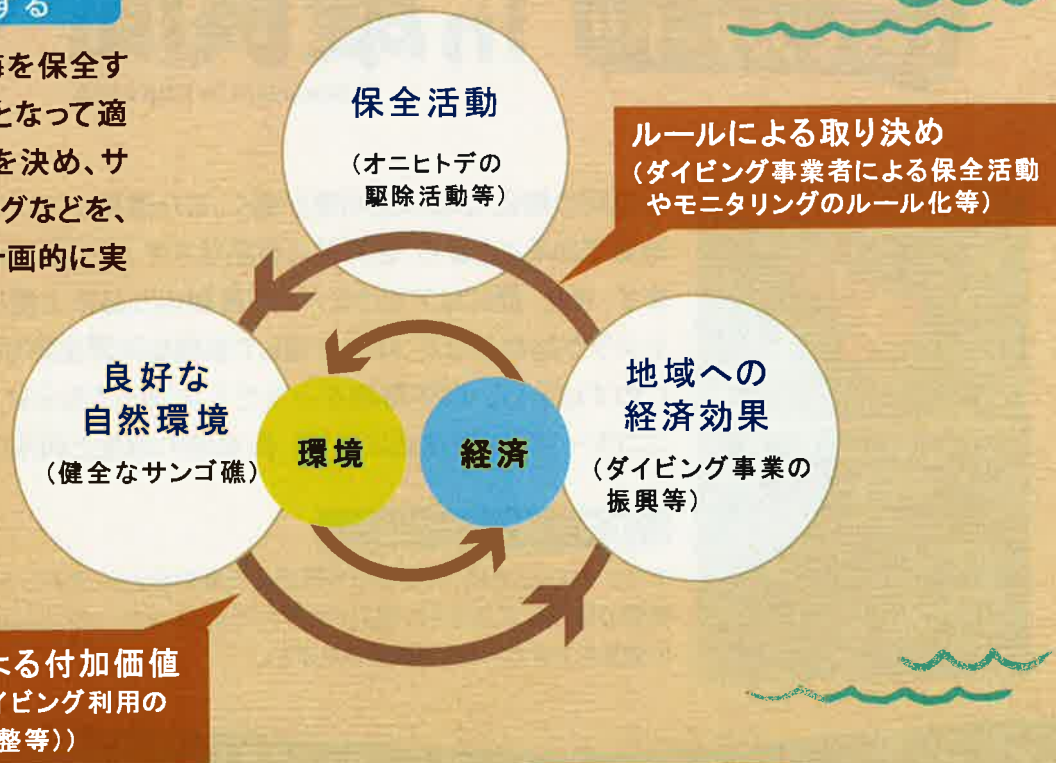 する
を保全す
となって適
を決め、サ
グなどを、
画的に実
保全活動
（オニヒトデの
駆除活動等）
ルールによる取り決め
（ダイビング事業者による保全活動
やモニタリングのルール化等）
良好な
自然環境
（健全なサンゴ礁）
環境
経済
地域への
経済効果
（ダイビング事業の
振興等）
よる付加価値
イビング利用の
整等））